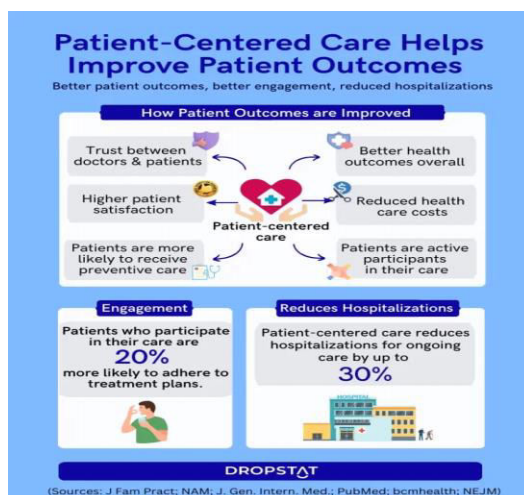 Patient-Centered Care Helps
Improve Patient Outcomes
Better patient outcomes, better engagement, reduced hospitalizations
How Patient Outcomes are Improved
Trust between
doctors & patients
Better health
outcomes overall
Higher patient
satisfaction
Patient-centered
care
Reduced health
care costs
Patients are more
likely to receive
preventive care
Patients are active
participants
in their care
Engagement
Patients who participate
in their care are
20%
more likely to adhere to
treatment plans.
Reduces Hospitalizations
Patient-centered care reduces
hospitalizations for ongoing
care by up to
30%
HOSPITAL
DROPSTAT
(Sources: J Fam Pract; NAM; J. Gen. Intern. Med.; PubMed; bcmhealth; NEJM)